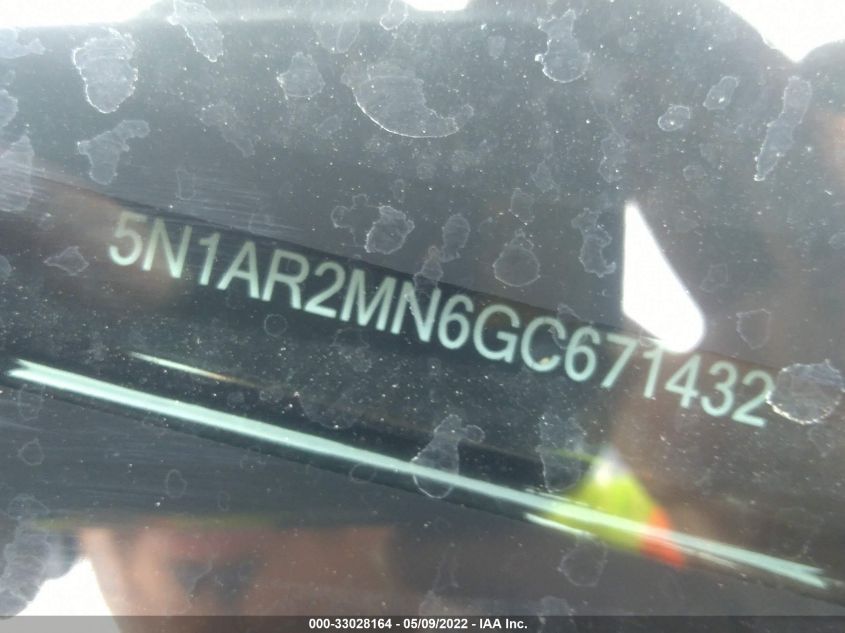 5N1AR2MN6GC671432
000-33028164 - 05/09/2022 - IAA Inc.